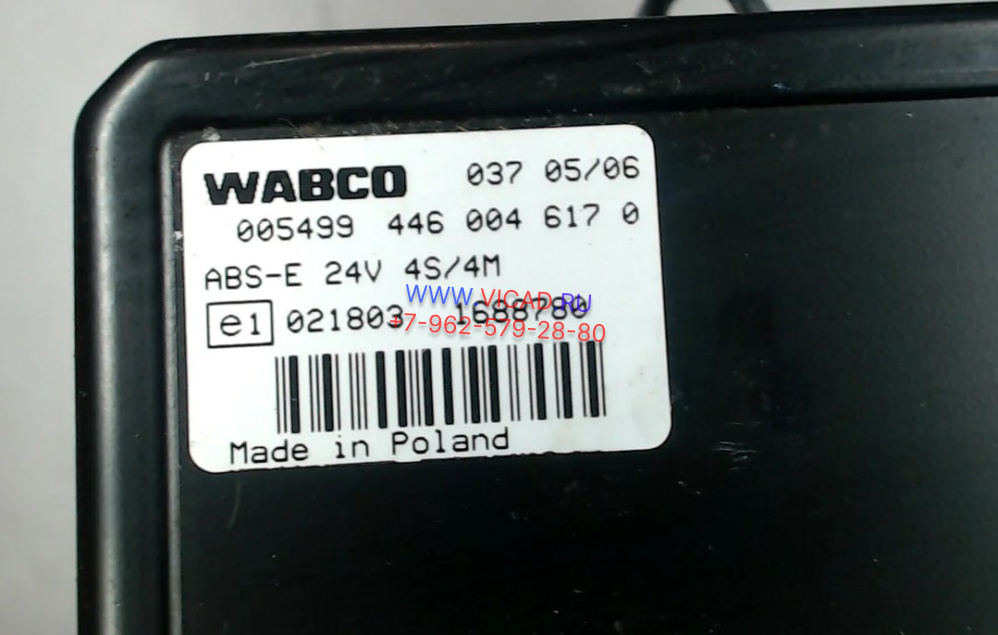 WABCO 037 05/06
005499 446 004 617 0
ABS-E 24V 4S/4M
WWW.VICAD.RU
e1 021803 1688780
+7-962-579-28-80
Made in Poland